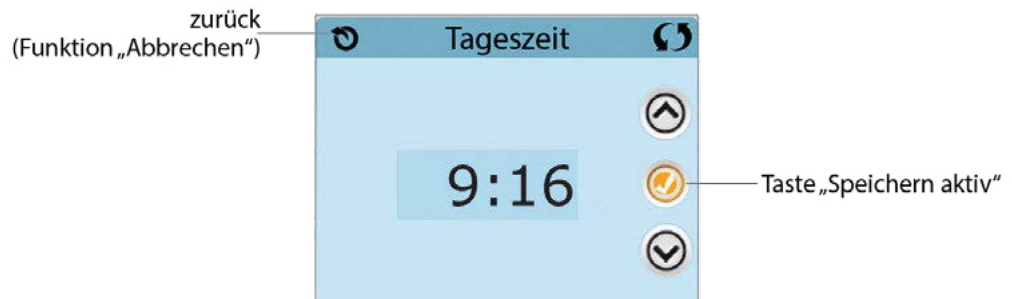 zurück
(Funktion „Abbrechen“)
Tageszeit
9:16
Taste „Speichern aktiv“